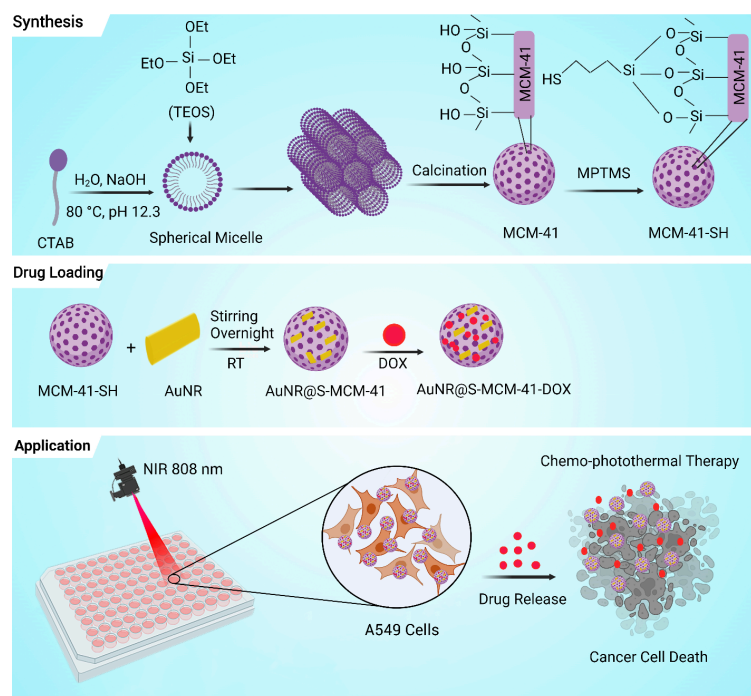 Synthesis
OEt
EtO Si OEt
OEt
(TEOS)
CTAB
H₂O, NaOH
80 °C, pH 12.3
Spherical Micelle
Calcination
HO Si
O
HO Si
O
HO Si
MCM-41
MCM-41
MPTMS
HS
Si
O Si
O
O Si
O
O Si
MCM-41
MCM-41-SH
Drug Loading
MCM-41-SH
+
AuNR
Stirring
Overnight
RT
AuNR@S-MCM-41
DOX
AuNR@S-MCM-41-DOX
Application
NIR 808 nm
A549 Cells
Drug Release
Chemo-photothermal Therapy
Cancer Cell Death